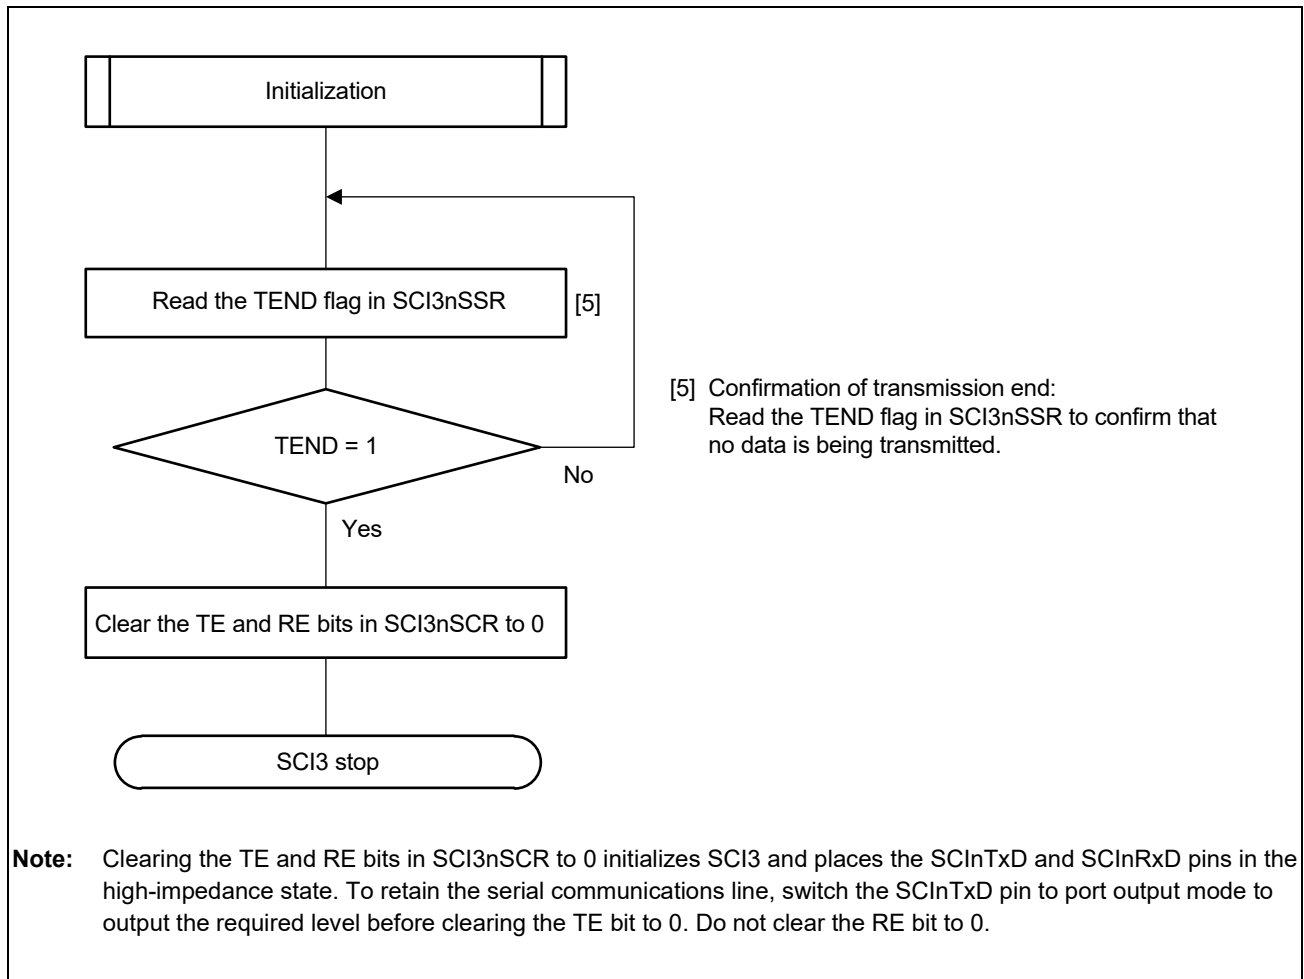 Initialization
Read the TEND flag in SCI3nSSR [5]
[5] Confirmation of transmission end:
Read the TEND flag in SCI3nSSR to confirm that
no data is being transmitted.
TEND = 1
No
Yes
Clear the TE and RE bits in SCI3nSCR to 0
SCI3 stop
Note: Clearing the TE and RE bits in SCI3nSCR to 0 initializes SCI3 and places the SCInTxD and SCInRxD pins in the
high-impedance state. To retain the serial communications line, switch the SCInTxD pin to port output mode to
output the required level before clearing the TE bit to 0. Do not clear the RE bit to 0.